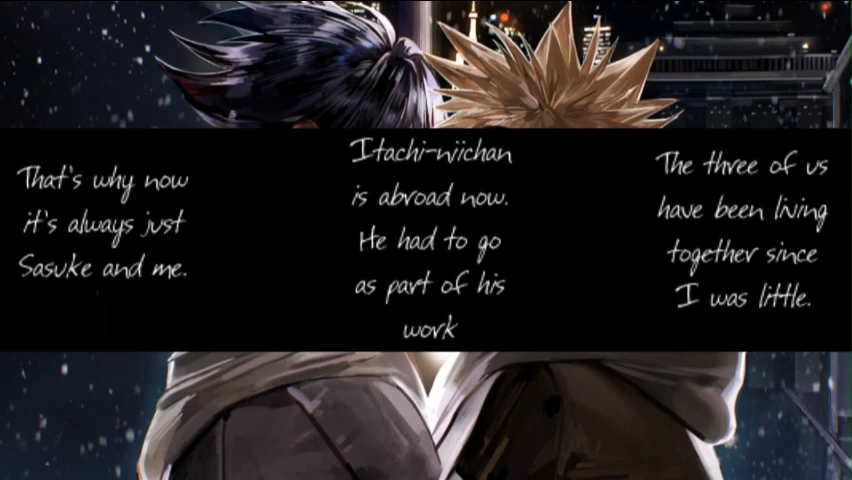 The three of us
have been living
together since
I was little.
Itachi-niichan
is abroad now.
He had to go
as part of his
work
That's why now
it's always just
Sasuke and me.